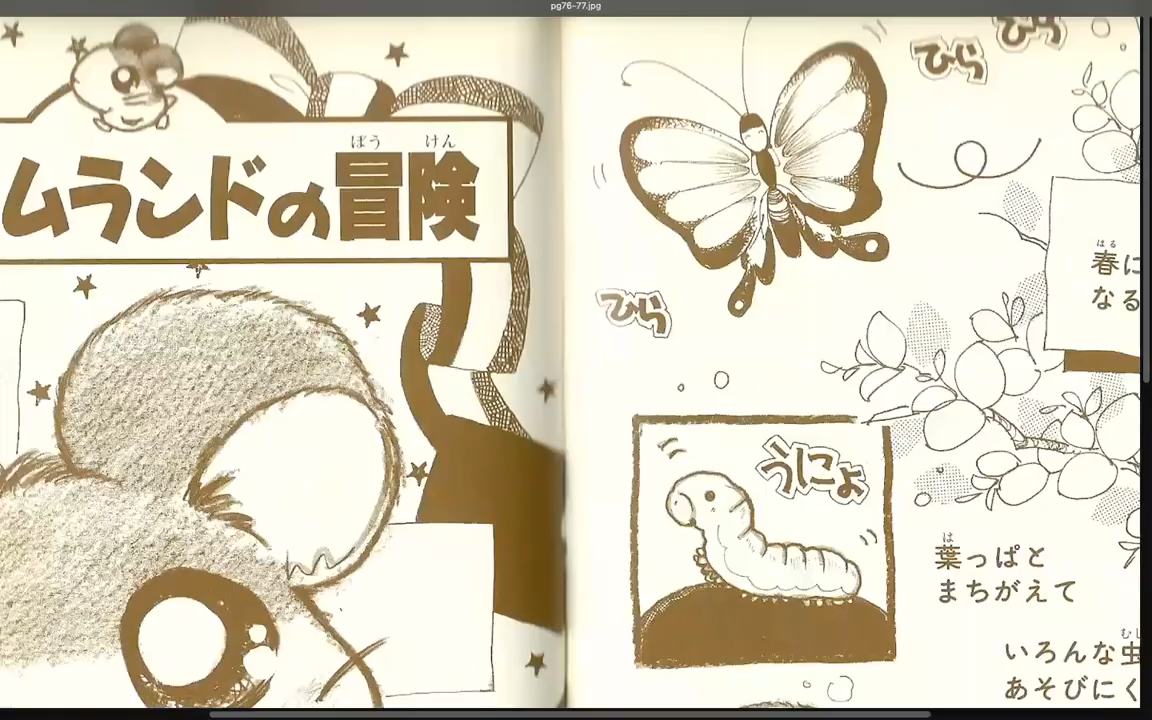 pg76-77.jpg
ムランドの冒険
ぼう けん
ひら
ひら
ひら
はる
春に
なる
うにょ
は
葉っぱと
まちがえて
むし
いろんな虫
あそびにく